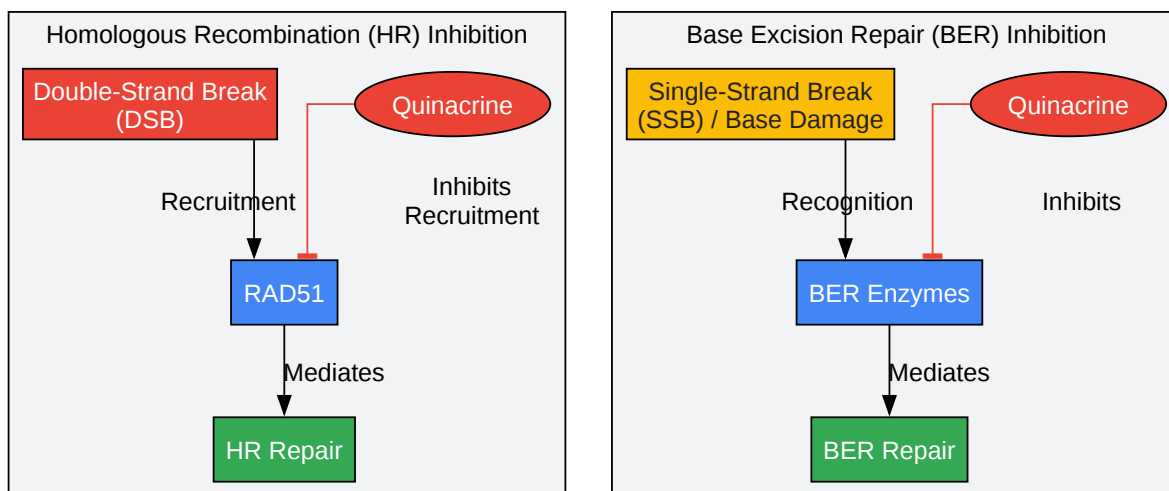 Homologous Recombination (HR) Inhibition
Double-Strand Break
(DSB)
Quinacrine
Recruitment
Inhibits
Recruitment
RAD51
Mediates
HR Repair
Base Excision Repair (BER) Inhibition
Single-Strand Break
(SSB) / Base Damage
Quinacrine
Recognition
Inhibits
BER Enzymes
Mediates
BER Repair